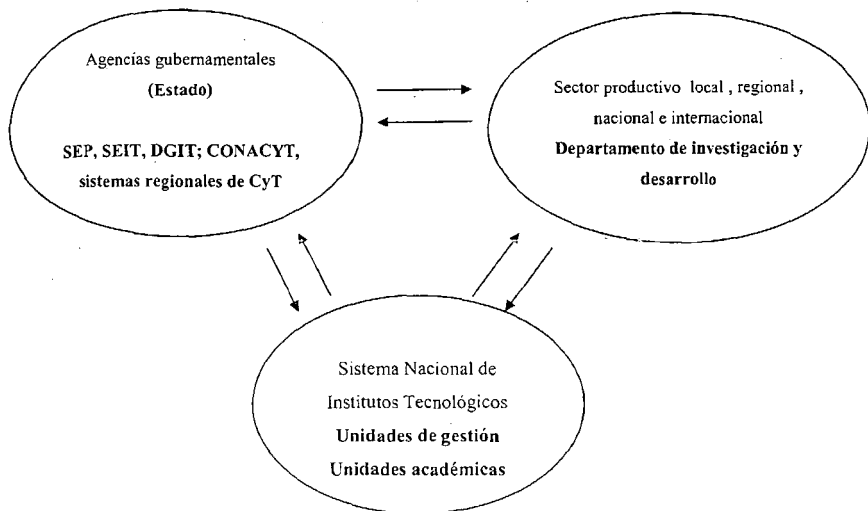 Agencias gubernamentales
(Estado)
SEP, SEIT, DGIT; CONACYT,
sistemas regionales de CyT
Sector productivo local , regional ,
nacional e internacional
Departamento de investigación y
desarrollo
Sistema Nacional de
Institutos Tecnológicos
Unidades de gestión
Unidades académicas